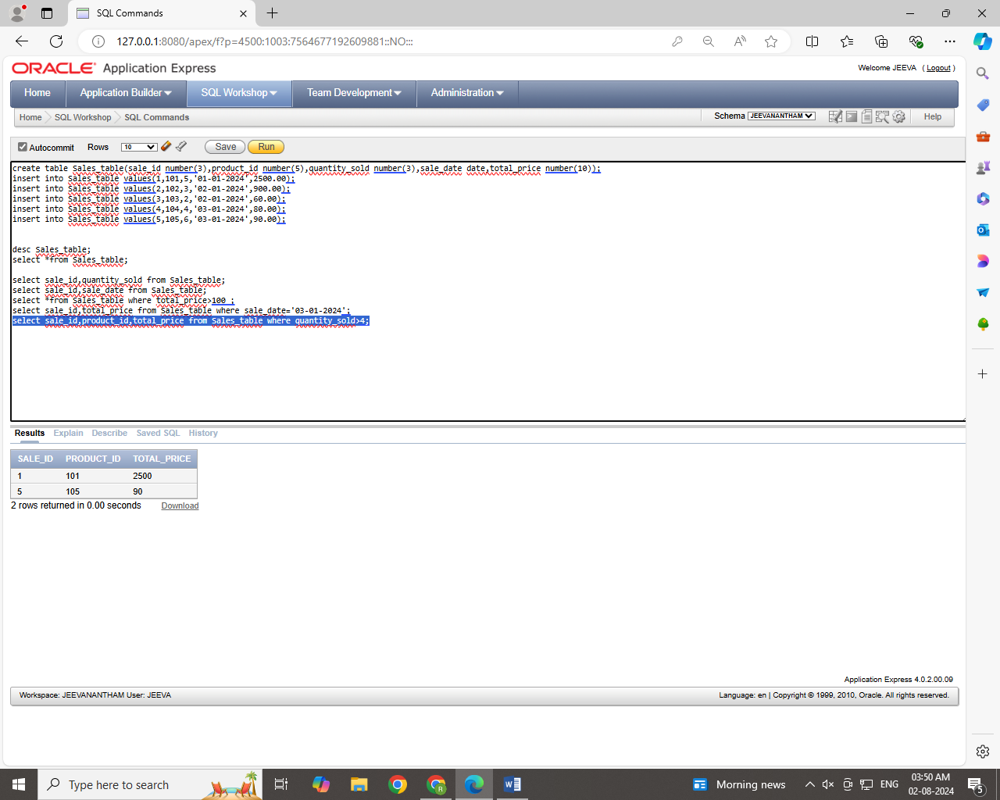 SQL Commands
127.0.0.1:8080/apex/f?p=4500:1003:7564677192609881::NO:::
ORACLE Application Express
Welcome JEEVA ( Logout )
Home Application Builder SQL Workshop Team Development Administration
Home SQL Workshop SQL Commands
Schema JEEVANANTHAM Help
Autocommit Rows 10 Save Run
create table Sales_table(sale_id number(3),product_id number(5),quantity_sold number(3),sale_date date,total_price number(10));
insert into Sales_table values(1,101,5,'01-01-2024',2500.00);
insert into Sales_table values(2,102,3,'02-01-2024',900.00);
insert into Sales_table values(3,103,2,'02-01-2024',60.00);
insert into Sales_table values(4,104,4,'03-01-2024',80.00);
insert into Sales_table values(5,105,6,'03-01-2024',90.00);
desc Sales_table;
select *from Sales_table;
select sale_id,quantity_sold from Sales_table;
select sale_id,sale_date from Sales_table;
select *from Sales_table where total_price>100 ;
select sale_id,total_price from Sales_table where sale_date='03-01-2024';
select sale_id,product_id,total_price from Sales_table where quantity_sold>4;
Results Explain Describe Saved SQL History
SALE_ID PRODUCT_ID TOTAL_PRICE
1 101 2500
5 105 90
2 rows returned in 0.00 seconds Download
Application Express 4.0.2.00.09
Workspace: JEEVANANTHAM User: JEEVA
Language: en | Copyright © 1999, 2010, Oracle. All rights reserved.
Type here to search
Morning news
ENG
03:50 AM
02-08-2024
5